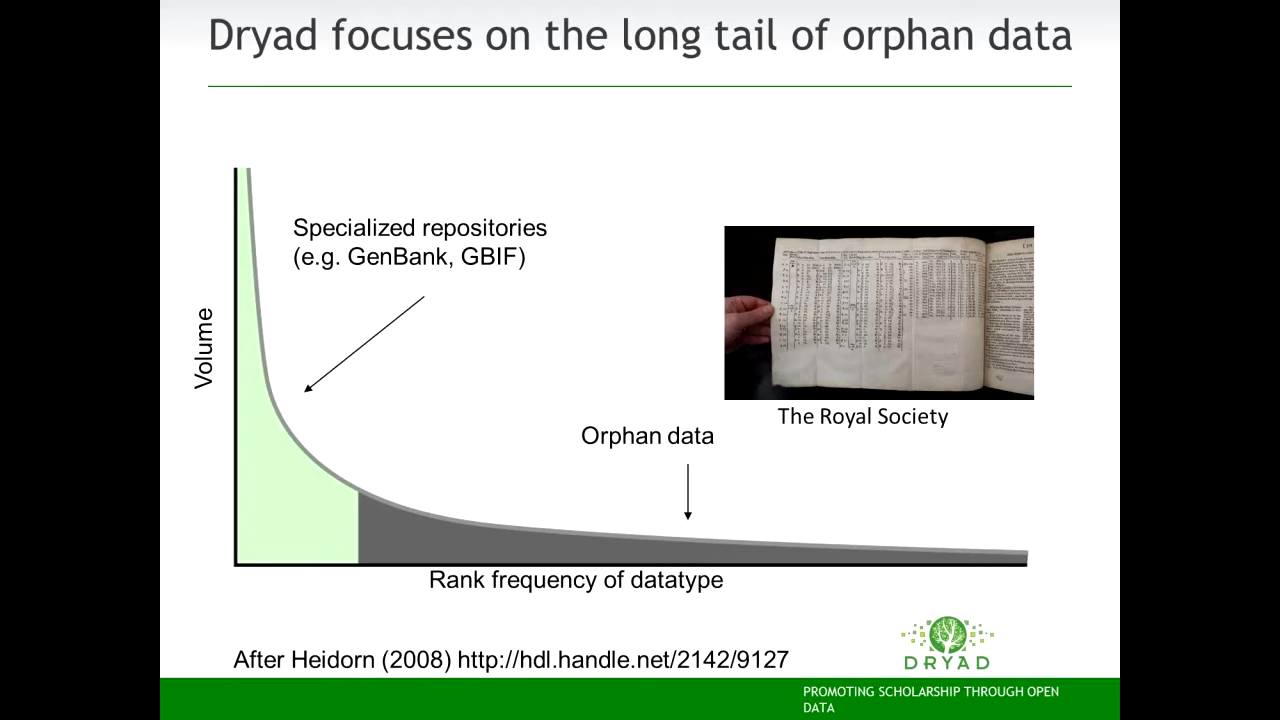 Dryad focuses on the long tail of orphan data
Specialized repositories
(e.g. GenBank, GBIF)
Volume
The Royal Society
Orphan data
Rank frequency of datatype
After Heidorn (2008) http://hdl.handle.net/2142/9127
DRYAD
PROMOTING SCHOLARSHIP THROUGH OPEN
DATA